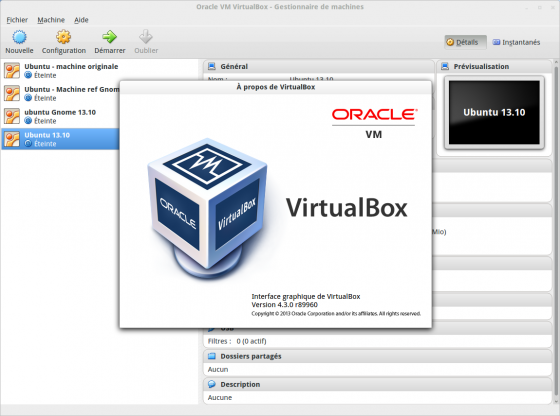 Oracle VM VirtualBox - Gestionnaire de machines
Fichier Machine Aide
Nouvelle Configuration Démarrer Oublier
Détails Instantanés
Ubuntu - machine originale
Éteinte
Ubuntu - Machine ref Gnom
Éteinte
ubuntu Gnome 13.10
Éteinte
Ubuntu 13.10
Éteinte
Général
Nom : Ubuntu 13.10
Prévisualisation
Ubuntu 13.10
À propos de VirtualBox
ORACLE
VM
ORACLE
VirtualBox
VirtualBox
Interface graphique de VirtualBox
Version 4.3.0 r89960
Copyright © 2013 Oracle Corporation and/or its affiliates. All rights reserved.
Mio)
USB
Filtres : 0 (0 actif)
Dossiers partagés
Aucun
Description
Aucune